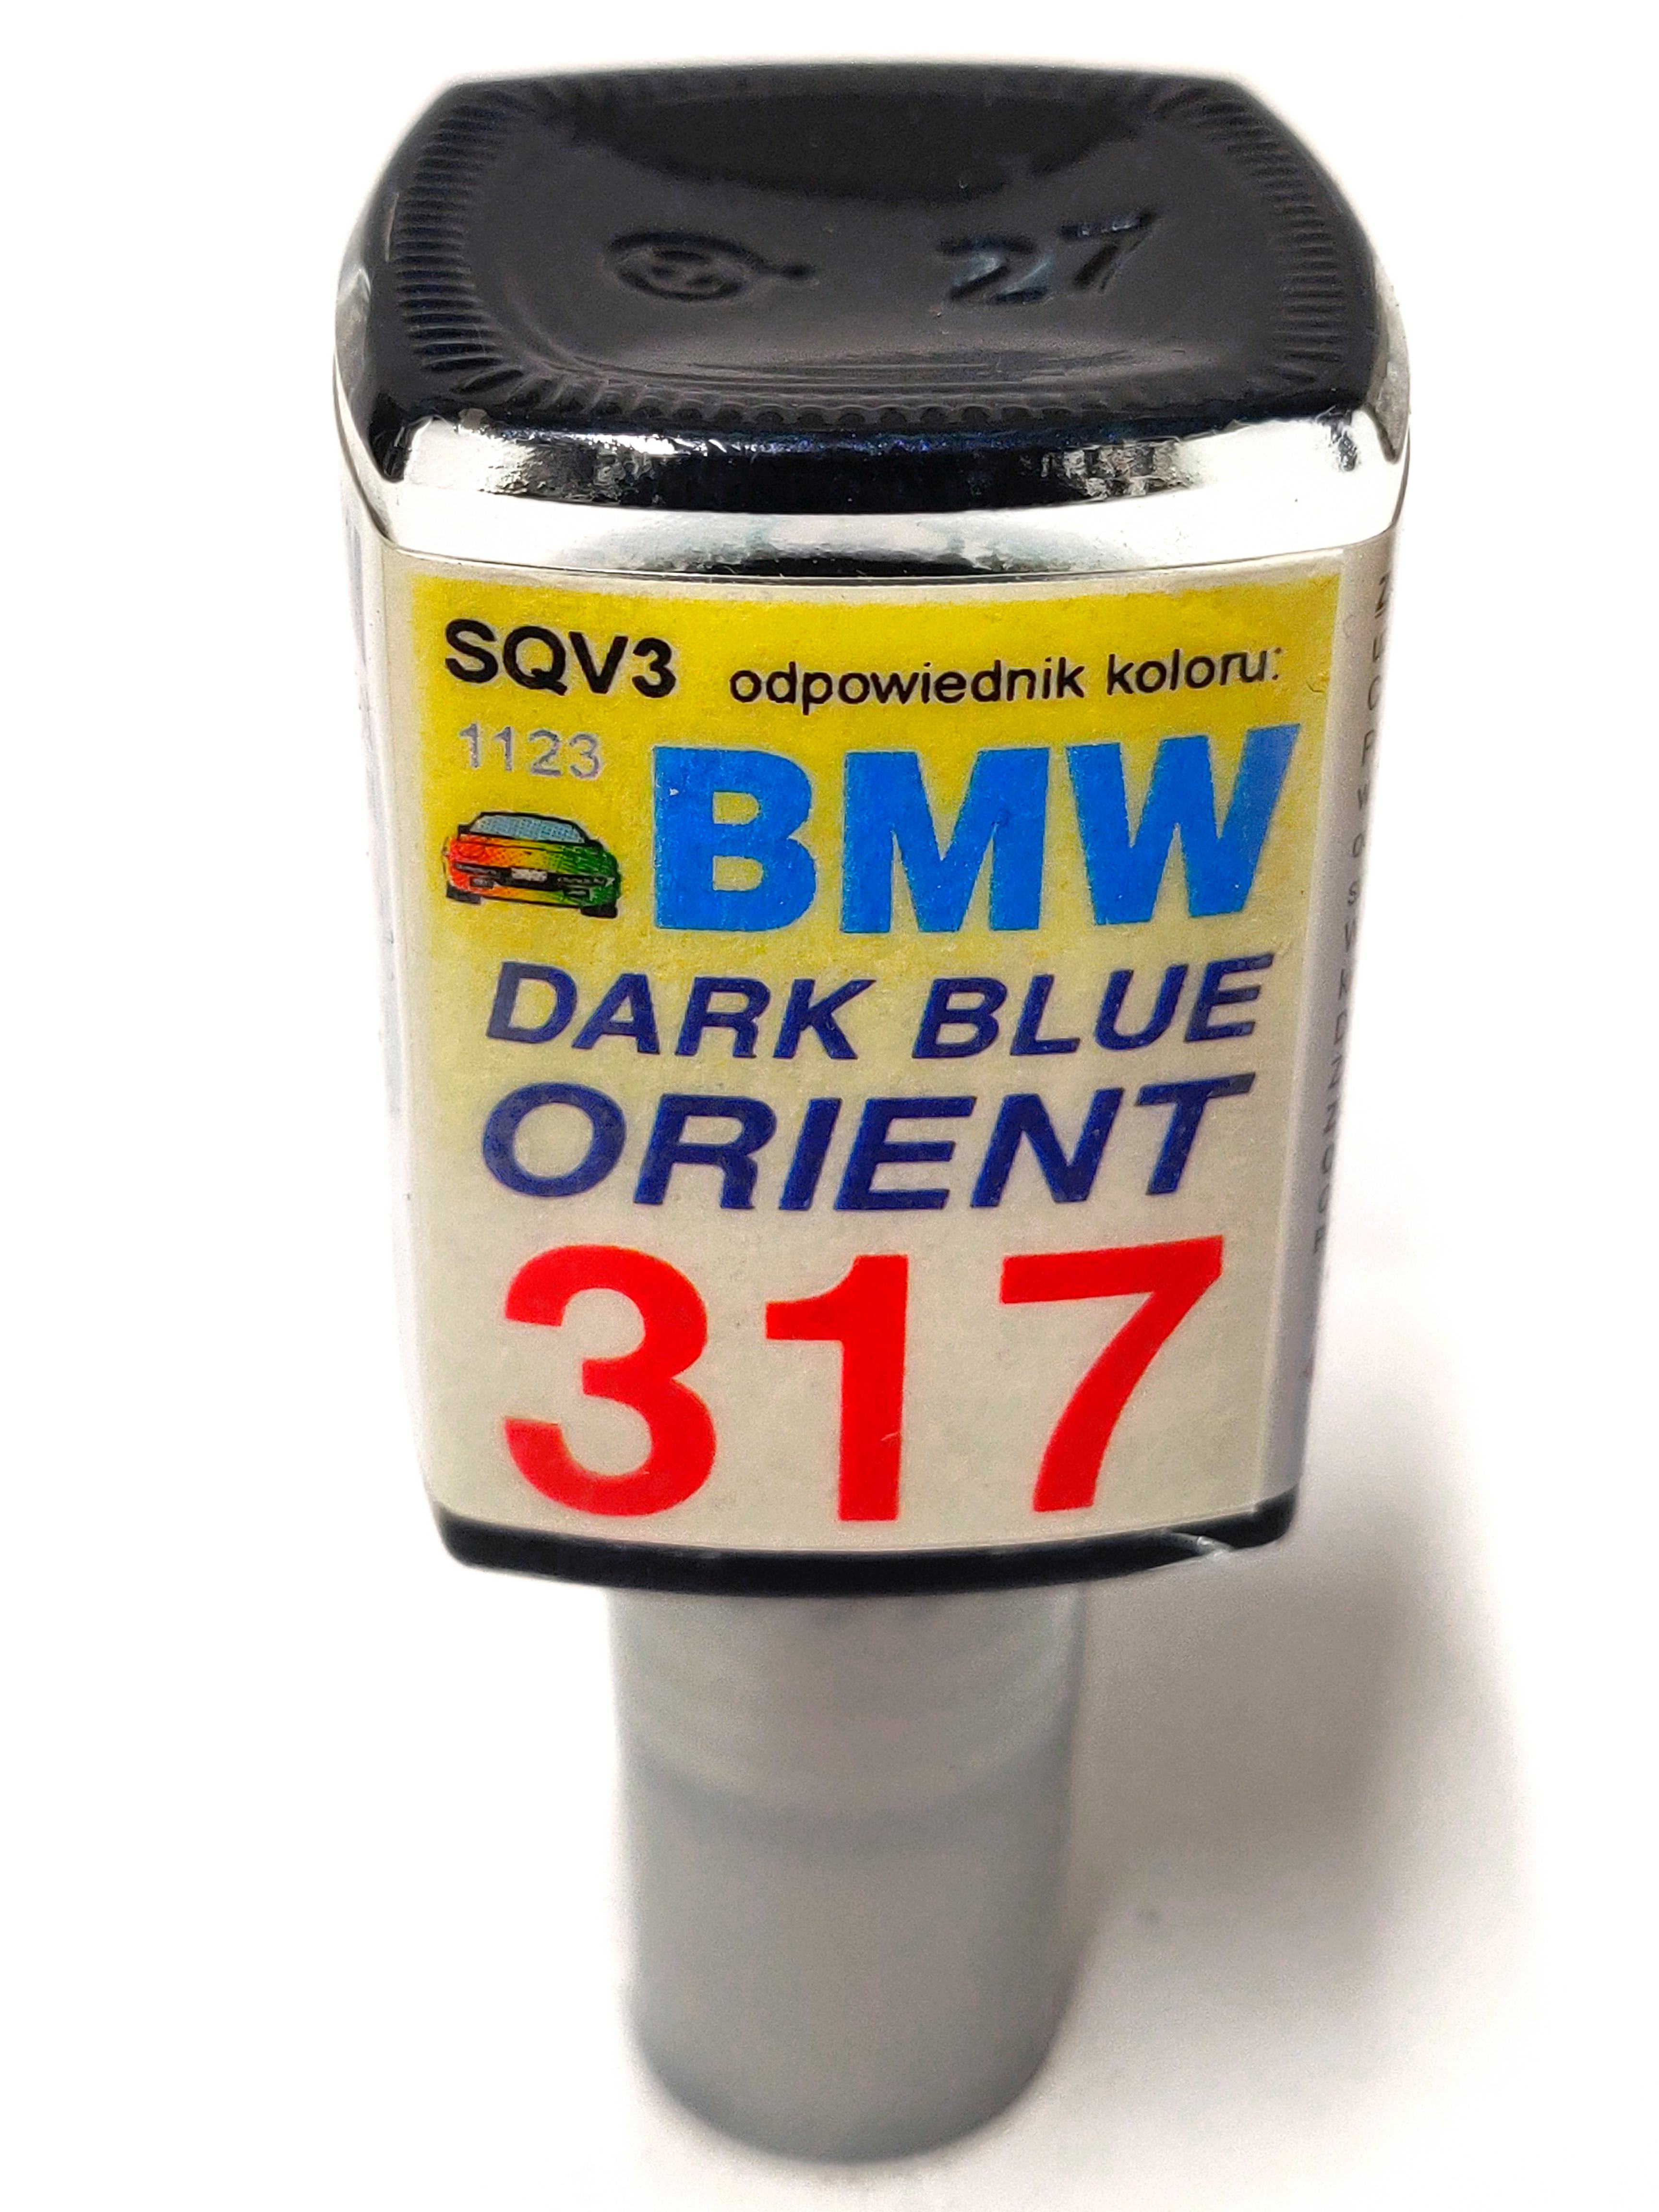 27
SQV3 odpowiednik koloru:
1123
BMW
DARK BLUE
ORIENT
317